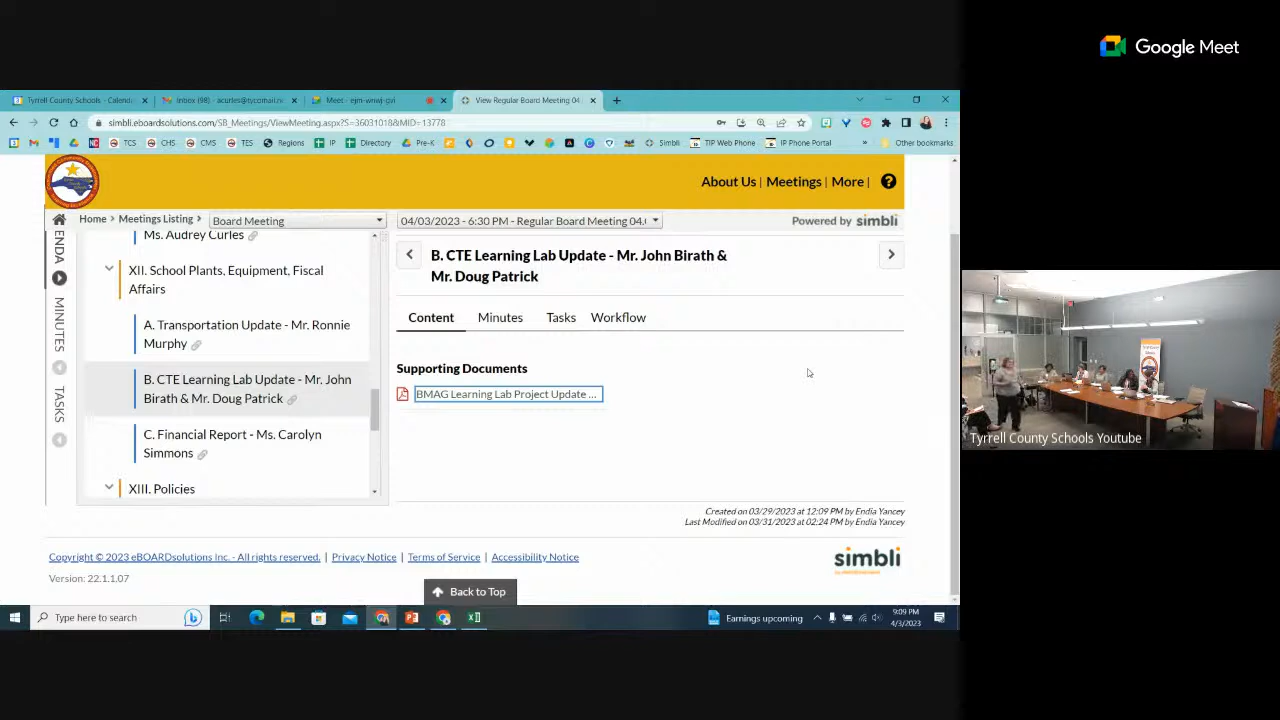 Google Meet
Tyrrell County Schools - Calend
Inbox (98) - acurles@tycomail.n
Meet - ejm-wnwj-gvi
View Regular Board Meeting 04
simbli.eboardsolutions.com/SB_Meetings/ViewMeeting.aspx?S=36031018&MID=13778
TCS
CHS
CMS
TES
Regions
IP
Directory
Pre-K
Simbli
TIP Web Phone
IP Phone Portal
»
Other bookmarks
About Us | Meetings | More |
Home > Meetings Listing >
Board Meeting
04/03/2023 - 6:30 PM - Regular Board Meeting 04.
Powered by simbli
ENDA
MINUTES
TASKS
Ms. Audrey Curles
XII. School Plants, Equipment, Fiscal
Affairs
A. Transportation Update - Mr. Ronnie
Murphy
B. CTE Learning Lab Update - Mr. John
Birath & Mr. Doug Patrick
C. Financial Report - Ms. Carolyn
Simmons
XIII. Policies
B. CTE Learning Lab Update - Mr. John Birath &
Mr. Doug Patrick
Content
Minutes
Tasks
Workflow
Supporting Documents
BMAG Learning Lab Project Update ...
Created on 03/29/2023 at 12:09 PM by Endia Yancey
Last Modified on 03/31/2023 at 02:24 PM by Endia Yancey
Copyright © 2023 eBOARDsolutions Inc. - All rights reserved. | Privacy Notice | Terms of Service | Accessibility Notice
simbli
Version: 22.1.1.07
Back to Top
Type here to search
Earnings upcoming
9:09 PM
4/3/2023
Tyrrell County Schools Youtube